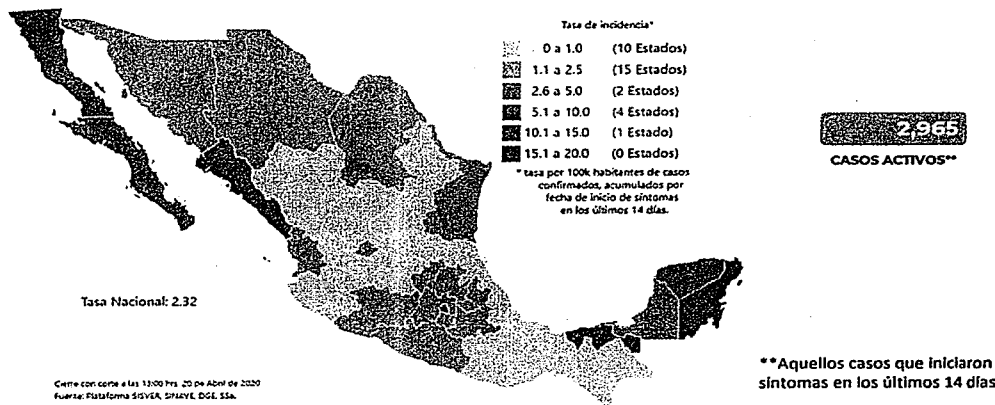 Tasa de incidencia*
0 a 1.0 (10 Estados)
1.1 a 2.5 (15 Estados)
2.6 a 5.0 (2 Estados)
5.1 a 10.0 (4 Estados)
10.1 a 15.0 (1 Estado)
15.1 a 20.0 (0 Estados)
* tasa por 100k habitantes de casos
confirmados, acumulados por
fecha de inicio de síntomas
en los últimos 14 días.
2,965
CASOS ACTIVOS**
Tasa Nacional: 2.32
**Aquellos casos que iniciaron
síntomas en los últimos 14 días
Cierre con corte a las 13:00 hrs. 20 de Abril de 2020
Fuente: Plataforma SISVER, SINAVE, DGE, SSa.